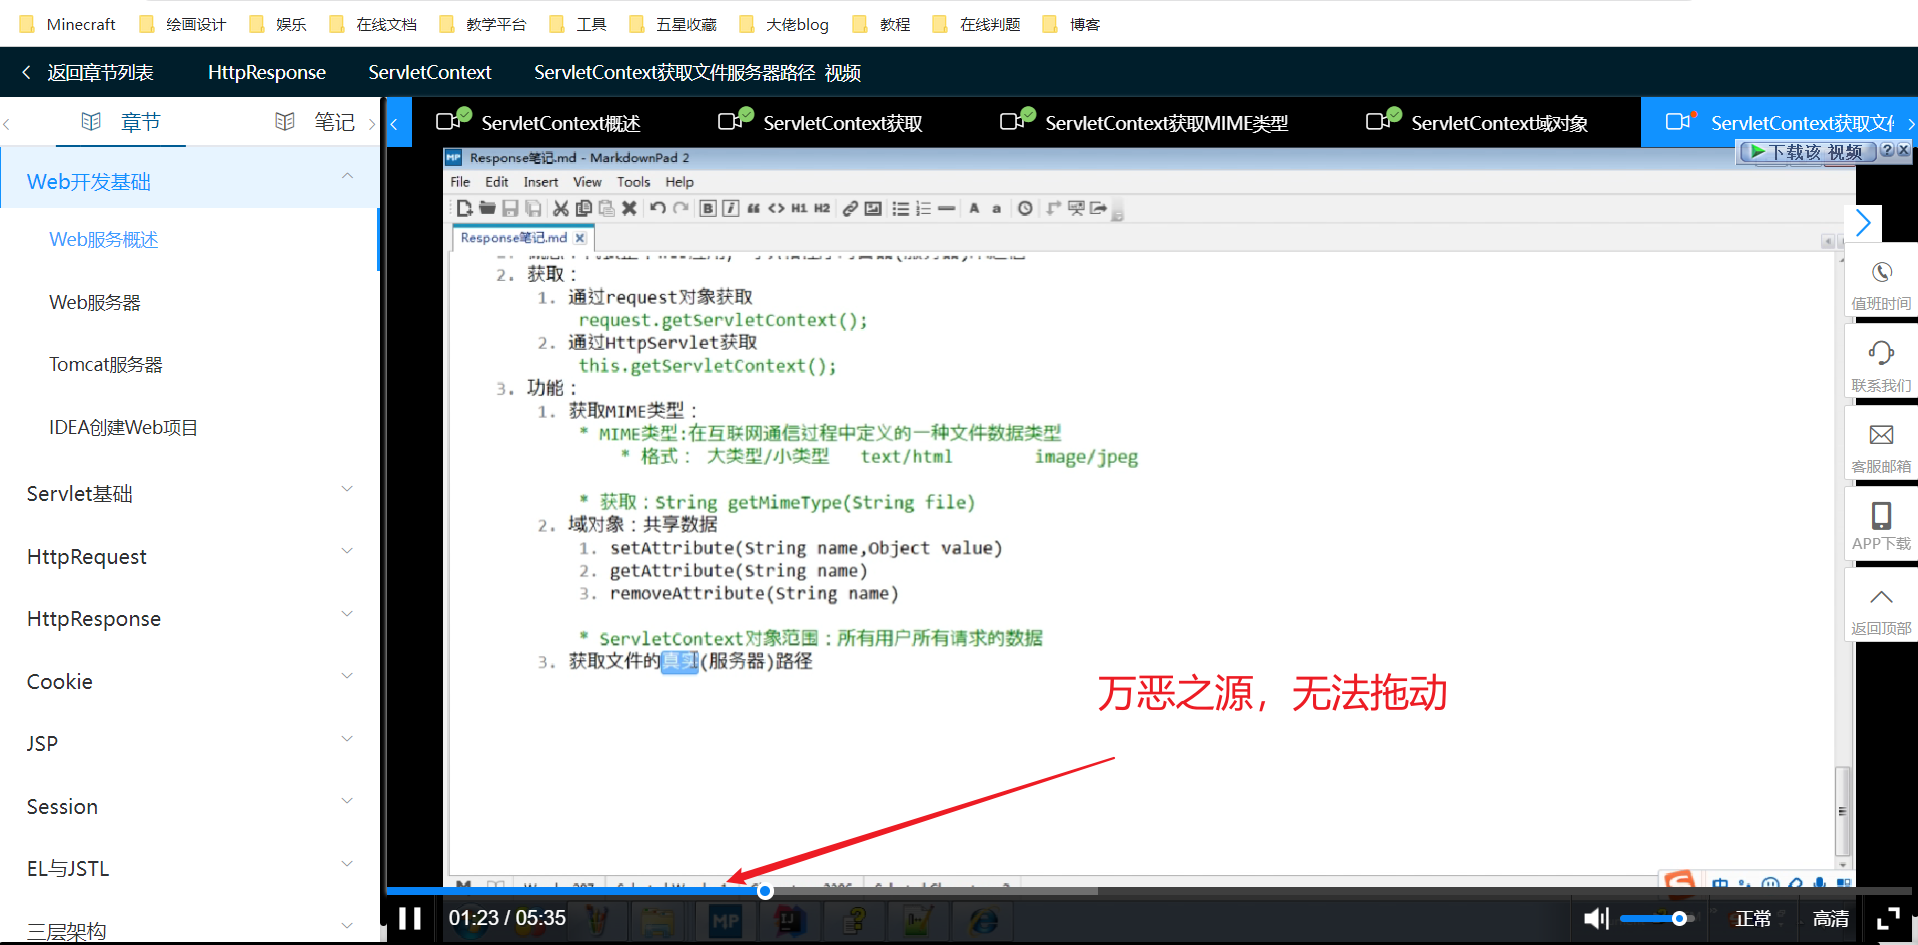 Minecraft 绘画设计 娱乐 在线文档 教学平台 工具 五星收藏 大佬blog 教程 在线判题 博客
返回章节列表 HttpResponse ServletContext ServletContext获取文件服务器路径 视频
章节 笔记
ServletContext概述 ServletContext获取 ServletContext获取MIME类型 ServletContext域对象 ServletContext获取文件
下载该 视频
Web开发基础
Web服务概述
Web服务器
Tomcat服务器
IDEA创建Web项目
Servlet基础
HttpRequest
HttpResponse
Cookie
JSP
Session
EL与JSTL
三层架构
Response笔记.md - MarkdownPad 2
File Edit Insert View Tools Help
H1 H2
Response笔记.md
2. 获取：
1. 通过request对象获取
request.getServletContext();
2. 通过HttpServlet获取
this.getServletContext();
3. 功能：
1. 获取MIME类型：
* MIME类型:在互联网通信过程中定义的一种文件数据类型
* 格式： 大类型/小类型 text/html image/jpeg
* 获取：String getMimeType(String file)
2. 域对象：共享数据
1. setAttribute(String name,Object value)
2. getAttribute(String name)
3. removeAttribute(String name)
* ServletContext对象范围：所有用户所有请求的数据
3. 获取文件的真实(服务器)路径
万恶之源，无法拖动
值班时间
联系我们
客服邮箱
APP下载
返回顶部
01:23 / 05:35
正常 高清